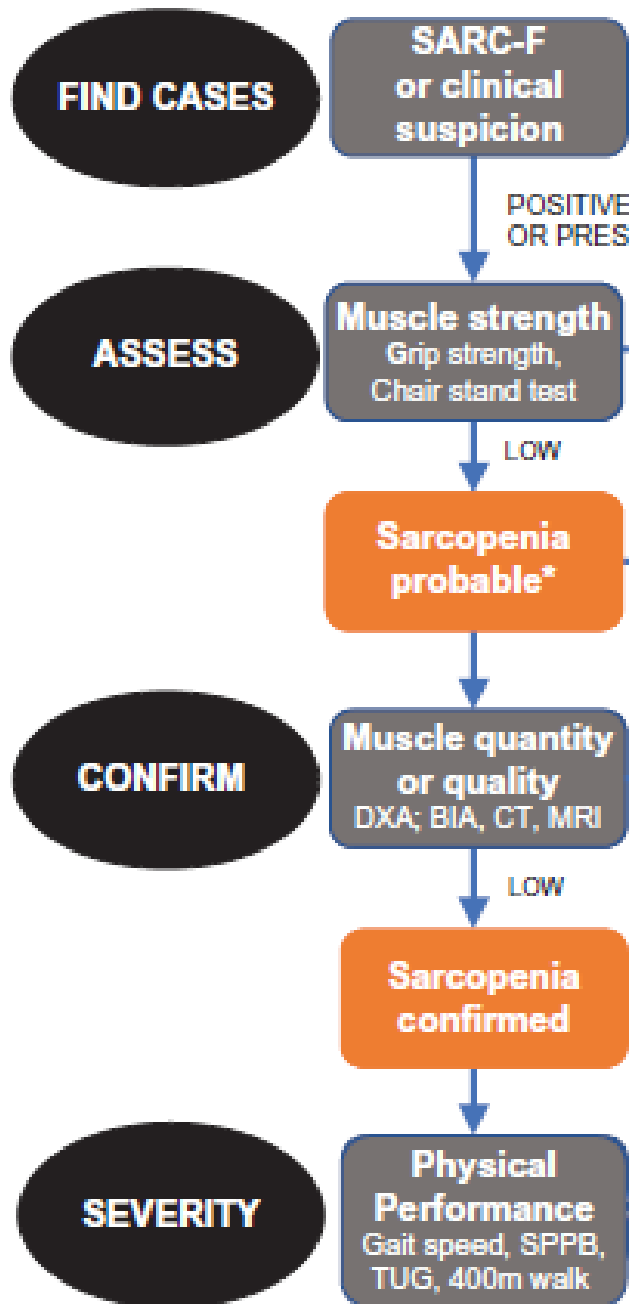 FIND CASES
SARC-F
or clinical
suspicion
POSITIVE
OR PRES
ASSESS
Muscle strength
Grip strength,
Chair stand test
LOW
Sarcopenia
probable*
CONFIRM
Muscle quantity
or quality
DXA; BIA, CT, MRI
LOW
Sarcopenia
confirmed
SEVERITY
Physical
Performance
Gait speed, SPPB,
TUG, 400m walk